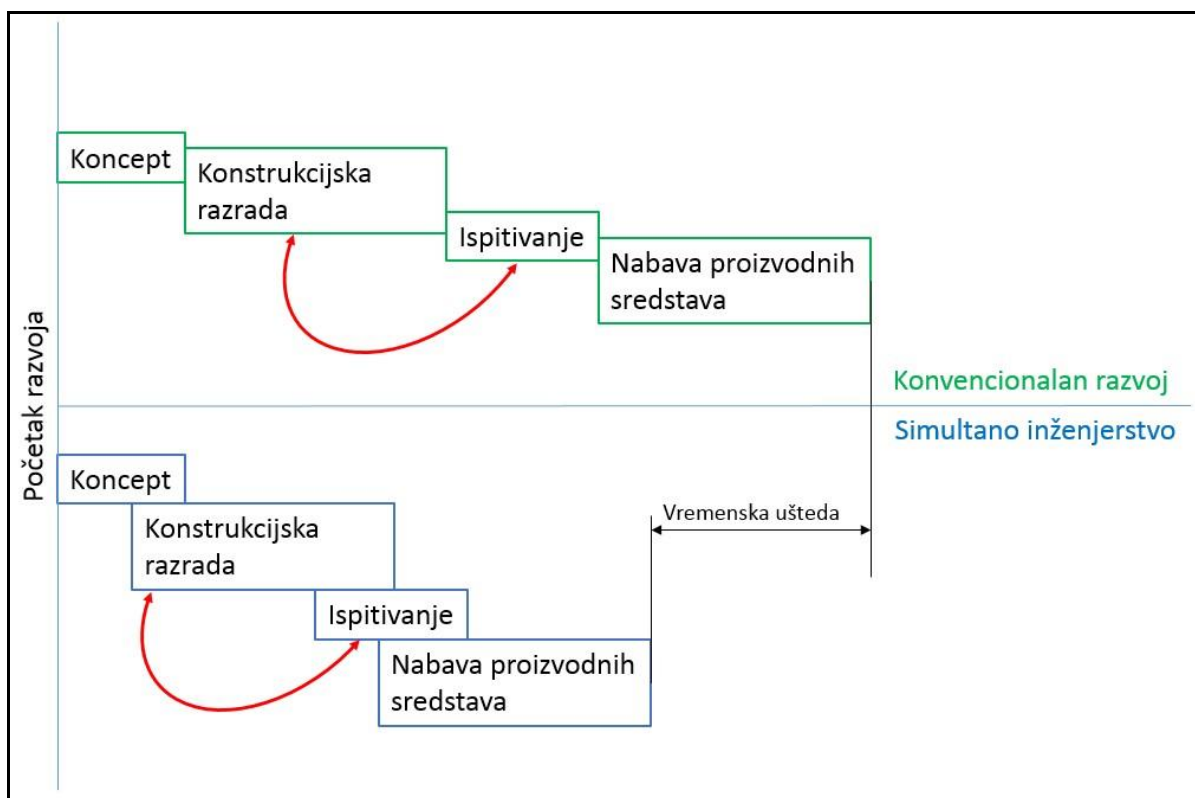 Početak razvoja
Koncept
Konstrukcijska
razrada
Ispitivanje
Nabava proizvodnih
sredstava
Konvencionalan razvoj
Simultano inženjerstvo
Koncept
Konstrukcijska
razrada
Vremenska ušteda
Ispitivanje
Nabava proizvodnih
sredstava